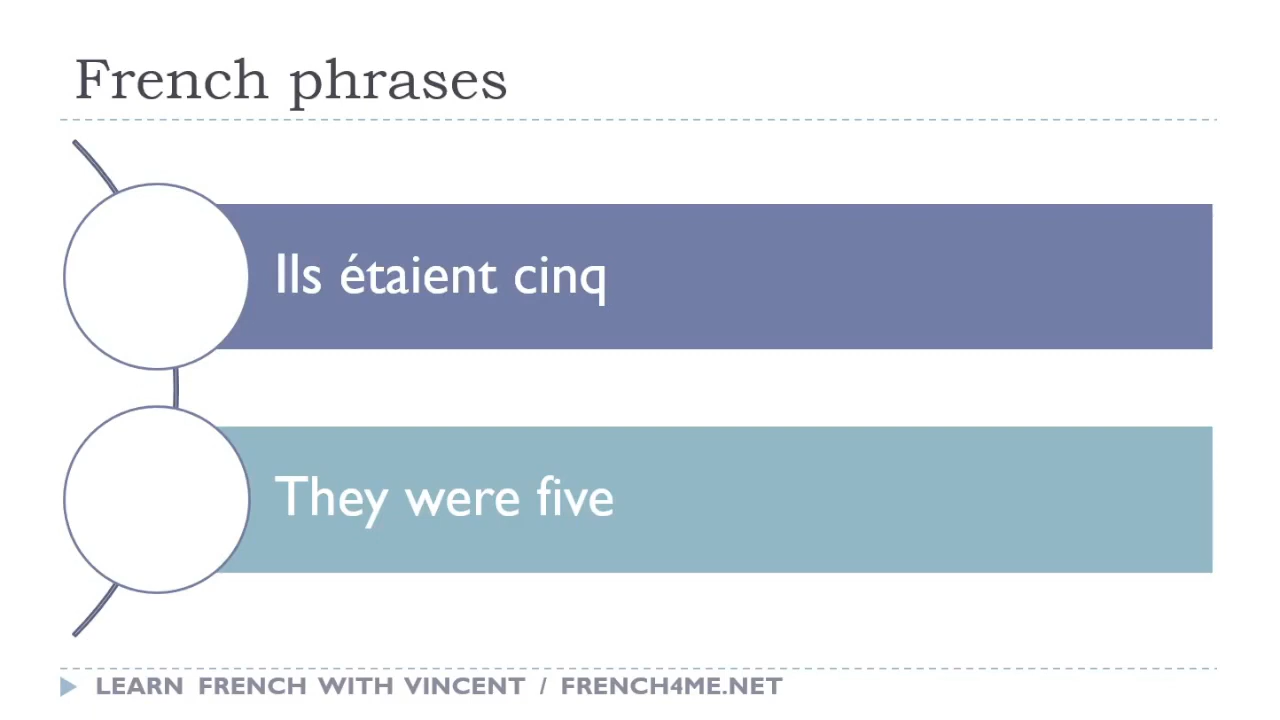 French phrases
Ils étaient cinq
They were five
LEARN FRENCH WITH VINCENT / FRENCH4ME.NET